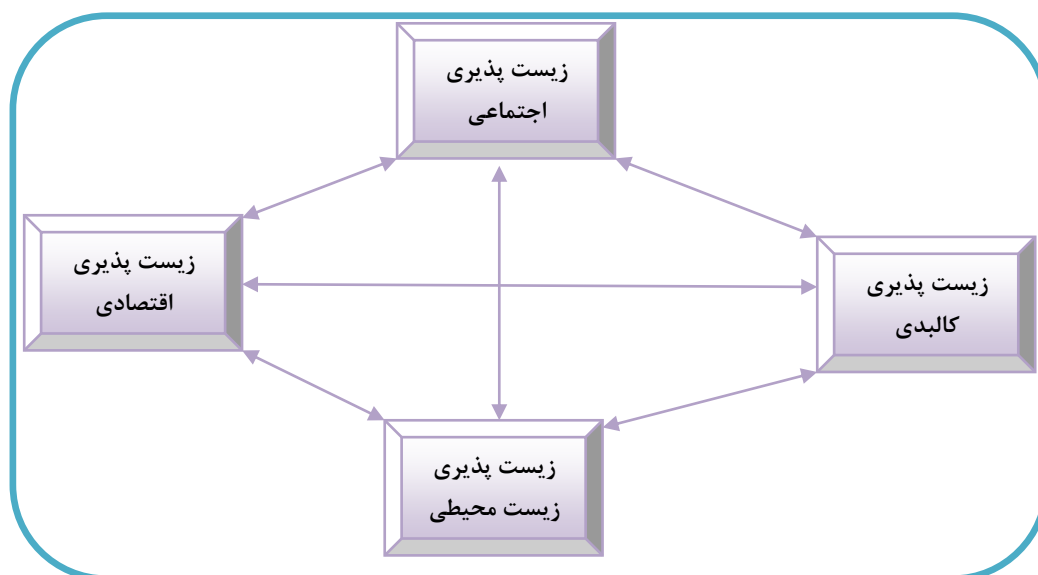 زیست پذیری
اجتماعی
زیست پذیری
کالبدی
زیست پذیری
اقتصادی
زیست پذیری
زیست محیطی